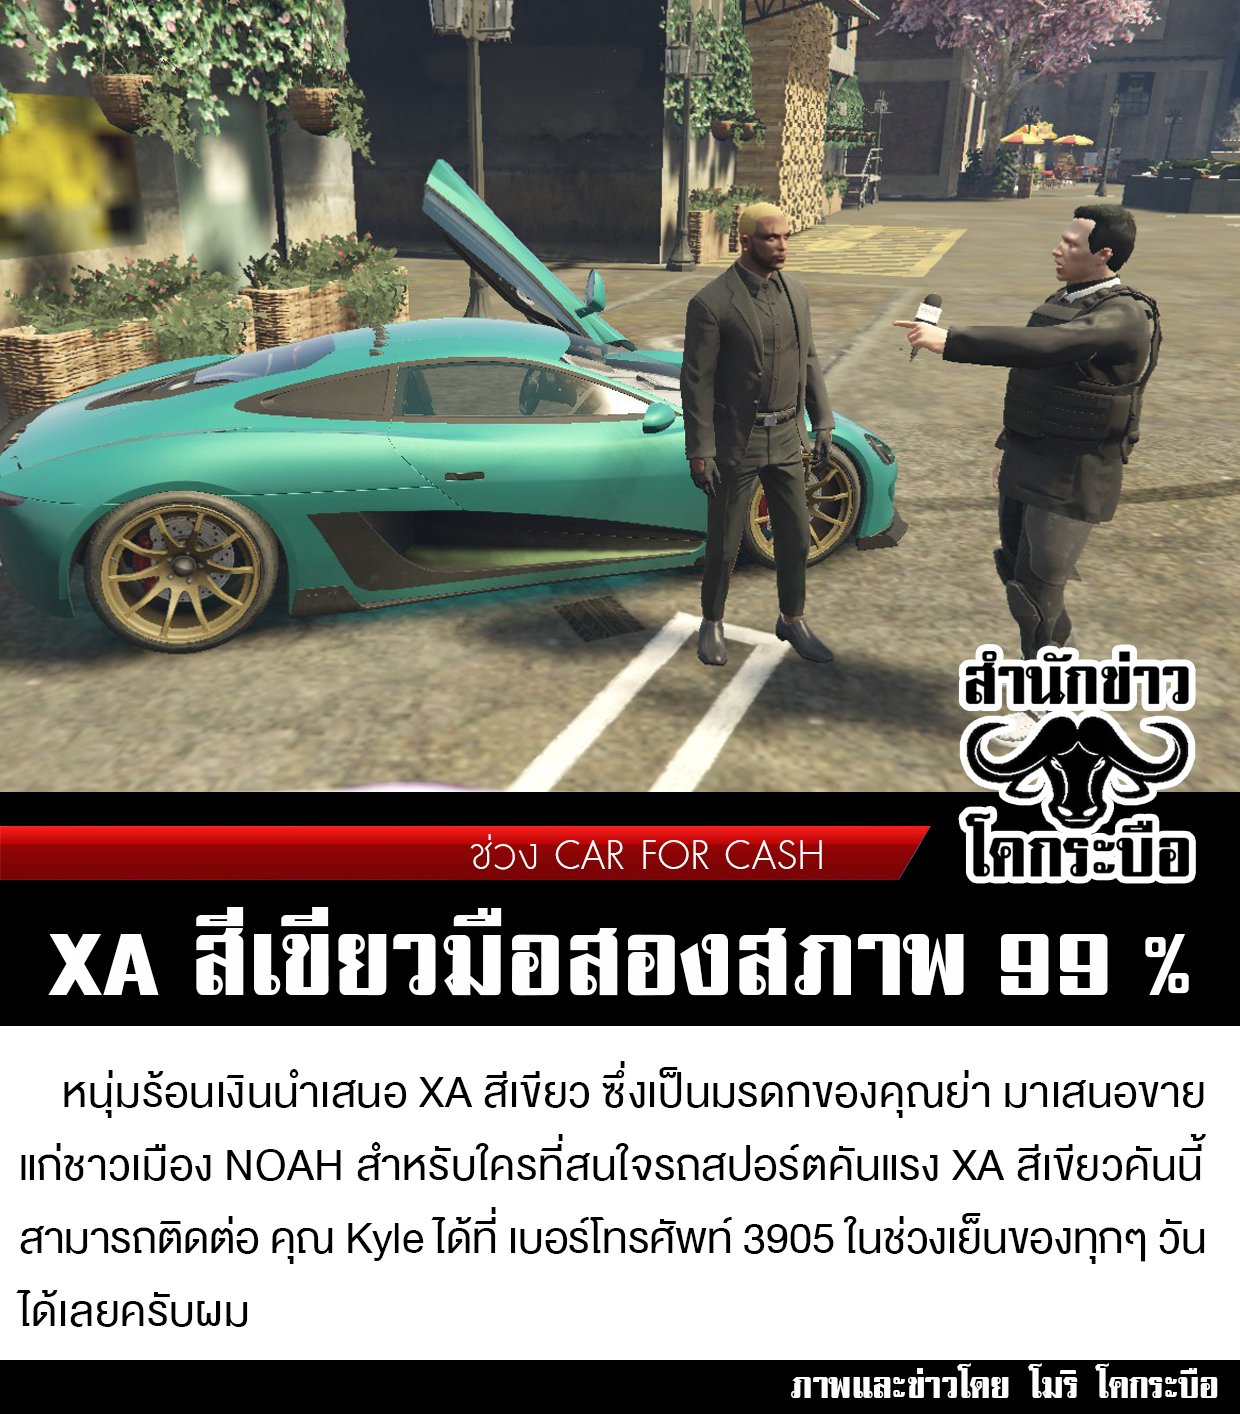 สำนักข่าว
โคกระบือ
ช่วง CAR FOR CASH
XA สีเขียวมือสองสภาพ 99 %
หนุ่มร้อนเงินนำเสนอ XA สีเขียว ซึ่งเป็นมรดกของคุณย่า มาเสนอขาย
แก่ชาวเมือง NOAH สำหรับใครที่สนใจรถสปอร์ตคันแรง XA สีเขียวคันนี้
สามารถติดต่อ คุณ Kyle ได้ที่ เบอร์โทรศัพท์ 3905 ในช่วงเย็นของทุกๆ วัน
ได้เลยครับผม
ภาพและข่าวโดย โมริ โคกระบือ